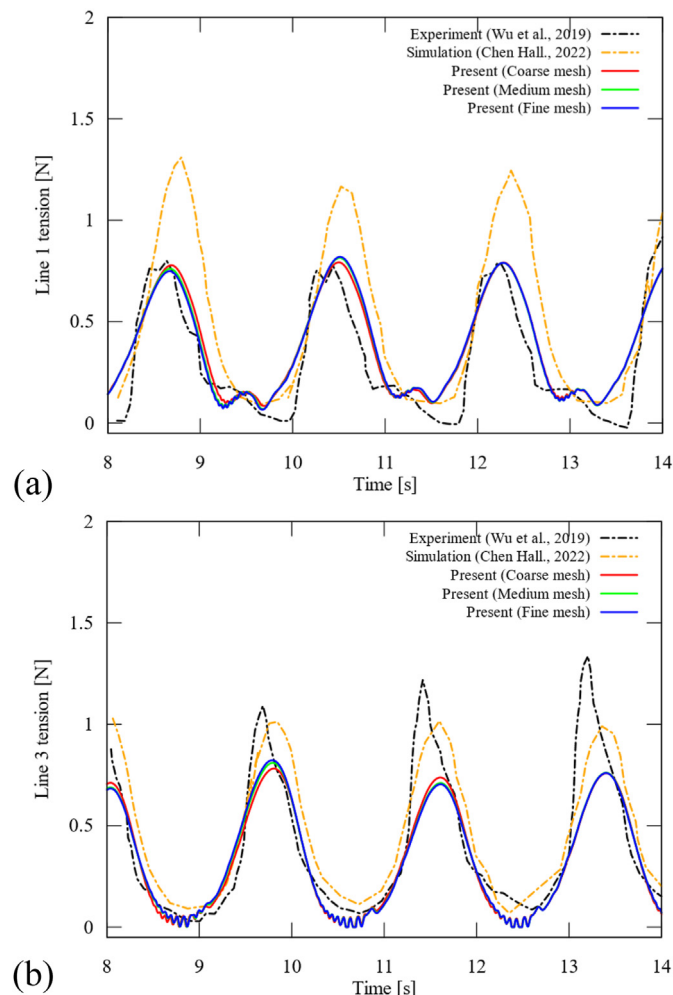 2
Experiment (Wu et al., 2019)
Simulation (Chen Hall., 2022)
Present (Coarse mesh)
1.5
Present (Medium mesh)
Present (Fine mesh)
Line 1 tension [N]
1
0.5
0
8 9 10 11 12 13 14
(a)
Time [s]
2
Experiment (Wu et al., 2019)
Simulation (Chen Hall., 2022)
Present (Coarse mesh)
1.5
Present (Medium mesh)
Present (Fine mesh)
Line 3 tension [N]
1
0.5
0
8 9 10 11 12 13 14
(b)
Time [s]